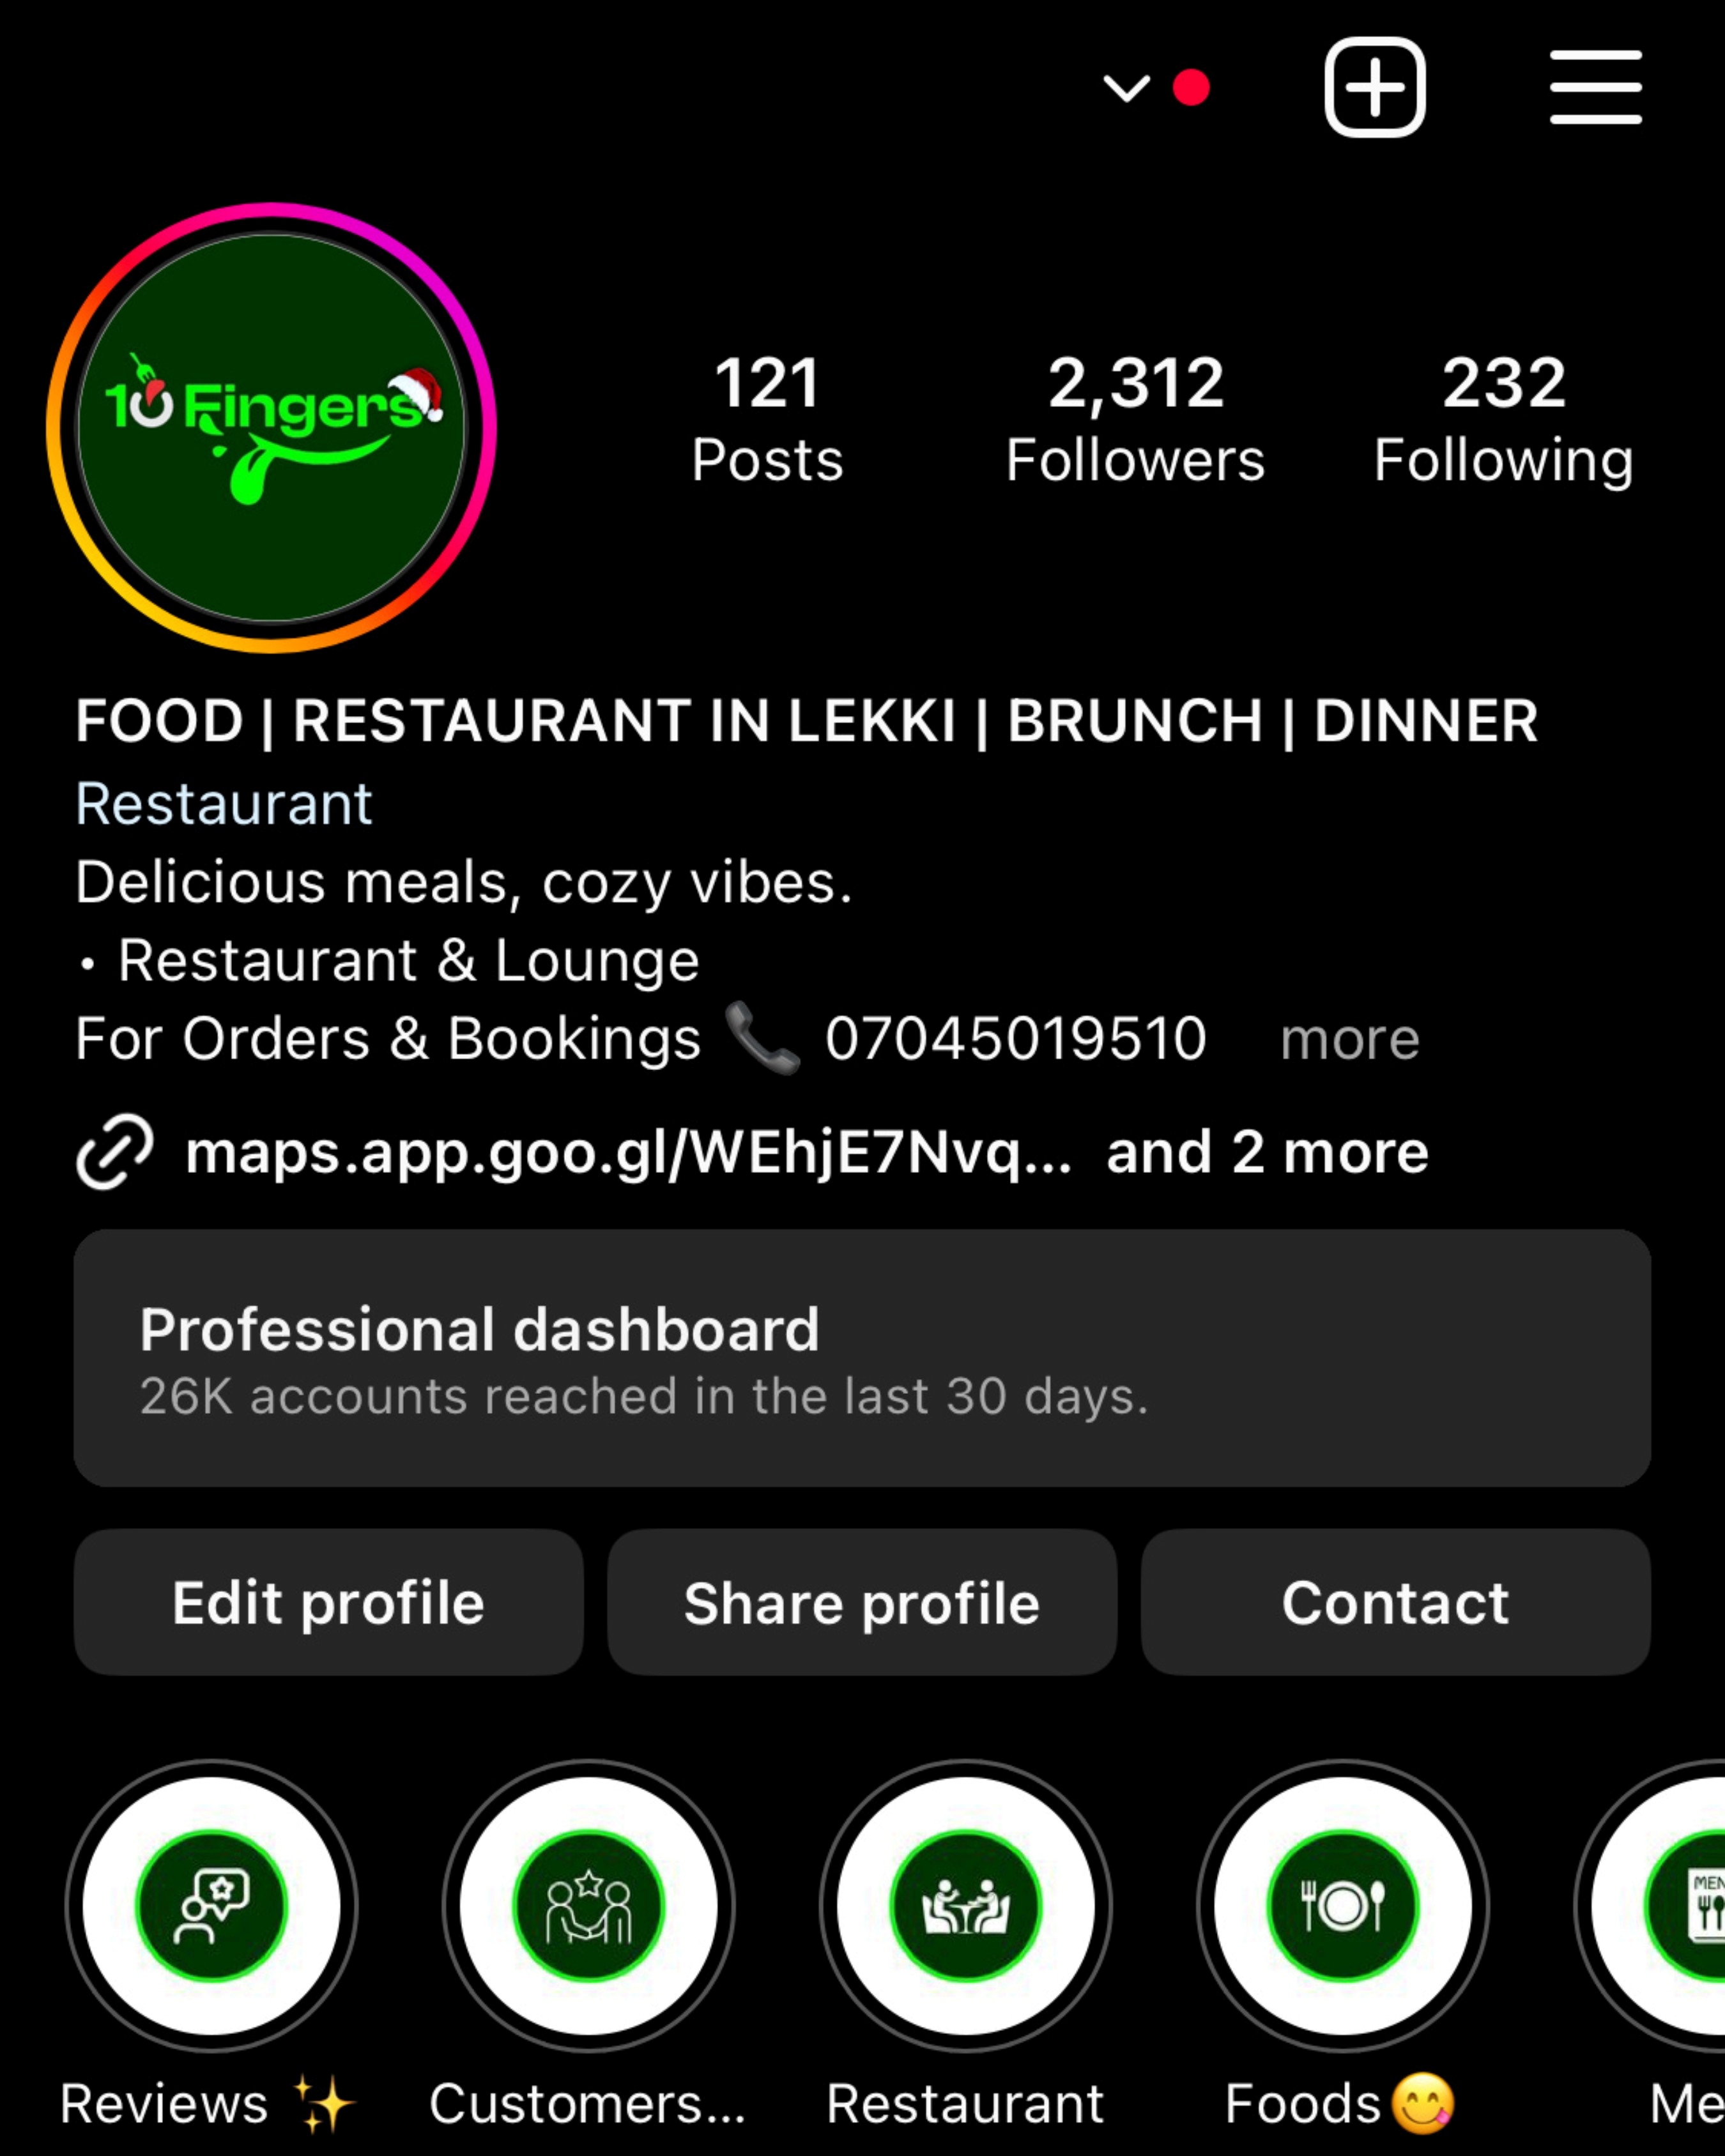 10 Fingers
121
Posts
2,312
Followers
232
Following
FOOD | RESTAURANT IN LEKKI | BRUNCH | DINNER
Restaurant
Delicious meals, cozy vibes.
• Restaurant & Lounge
For Orders & Bookings 📞 07045019510 more
maps.app.goo.gl/WEhjE7Nvq... and 2 more
Professional dashboard
26K accounts reached in the last 30 days.
Edit profile
Share profile
Contact
MEN
Reviews ✨
Customers...
Restaurant
Foods😋
Me